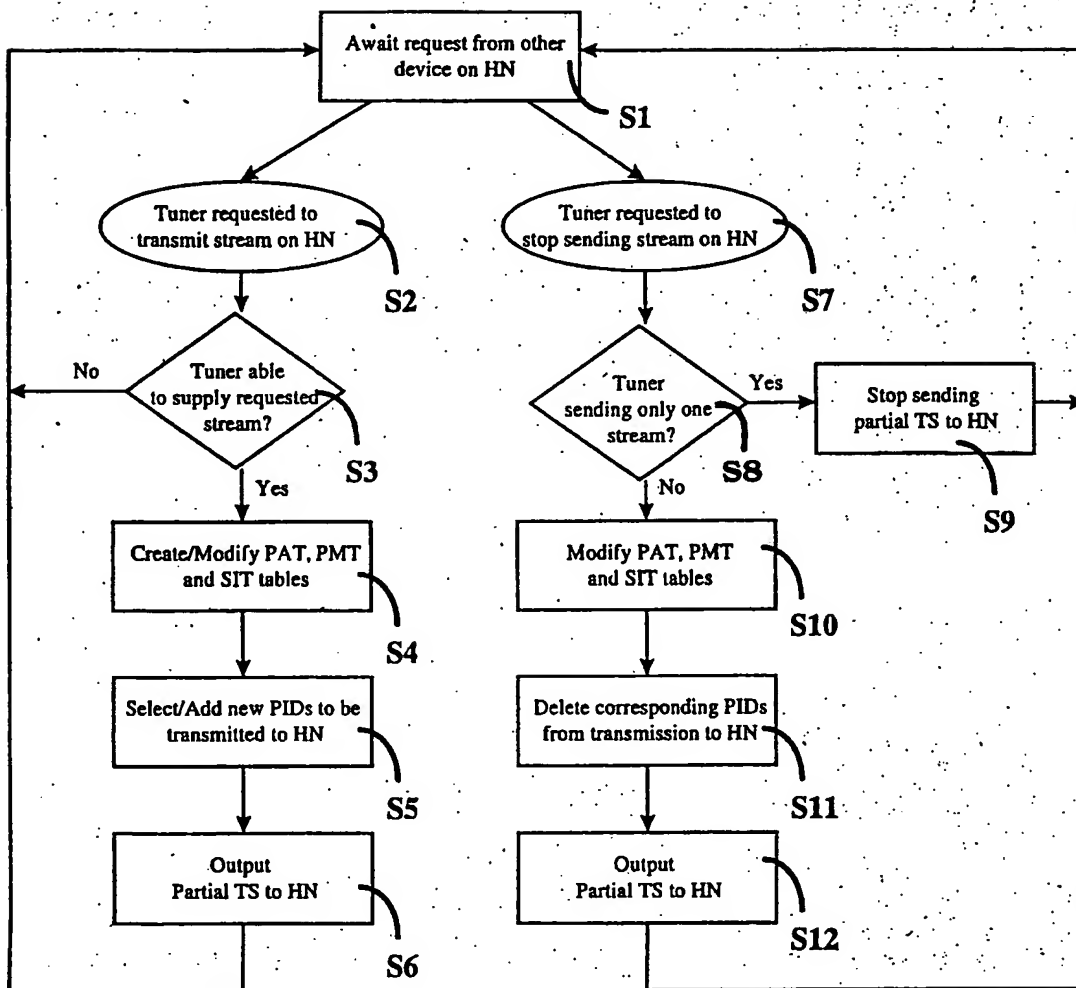 Await request from other
device on HN
S1
Tuner requested to
transmit stream on HN
S2
Tuner requested to
stop sending stream on HN
S7
No
Tuner able
to supply requested
stream?
S3
Yes
Tuner
sending only one
stream?
S8
Yes
Stop sending
partial TS to HN
S9
No
Create/Modify PAT, PMT
and SIT tables
S4
Modify PAT, PMT
and SIT tables
S10
Select/Add new PIDs to be
transmitted to HN
S5
Delete corresponding PIDs
from transmission to HN
S11
Output
Partial TS to HN
S6
Output
Partial TS to HN
S12